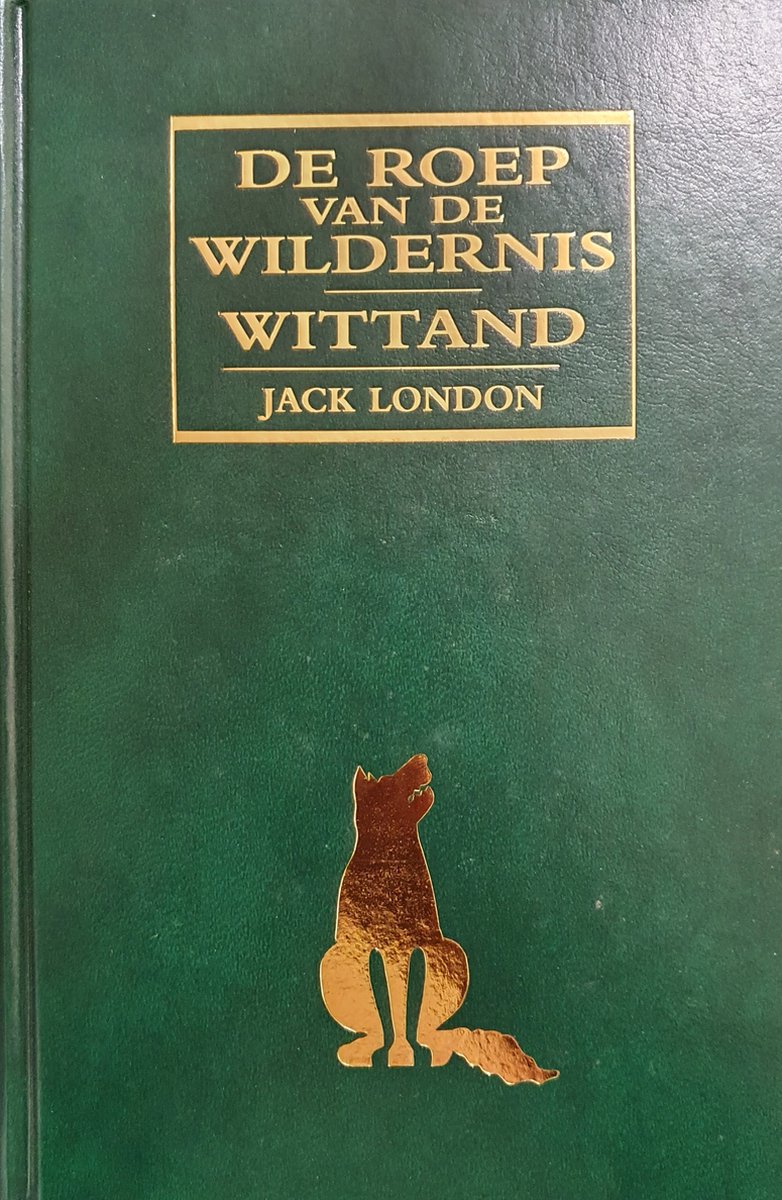 DE ROEP
VAN DE
WILDERNIS
WITTAND
JACK LONDON